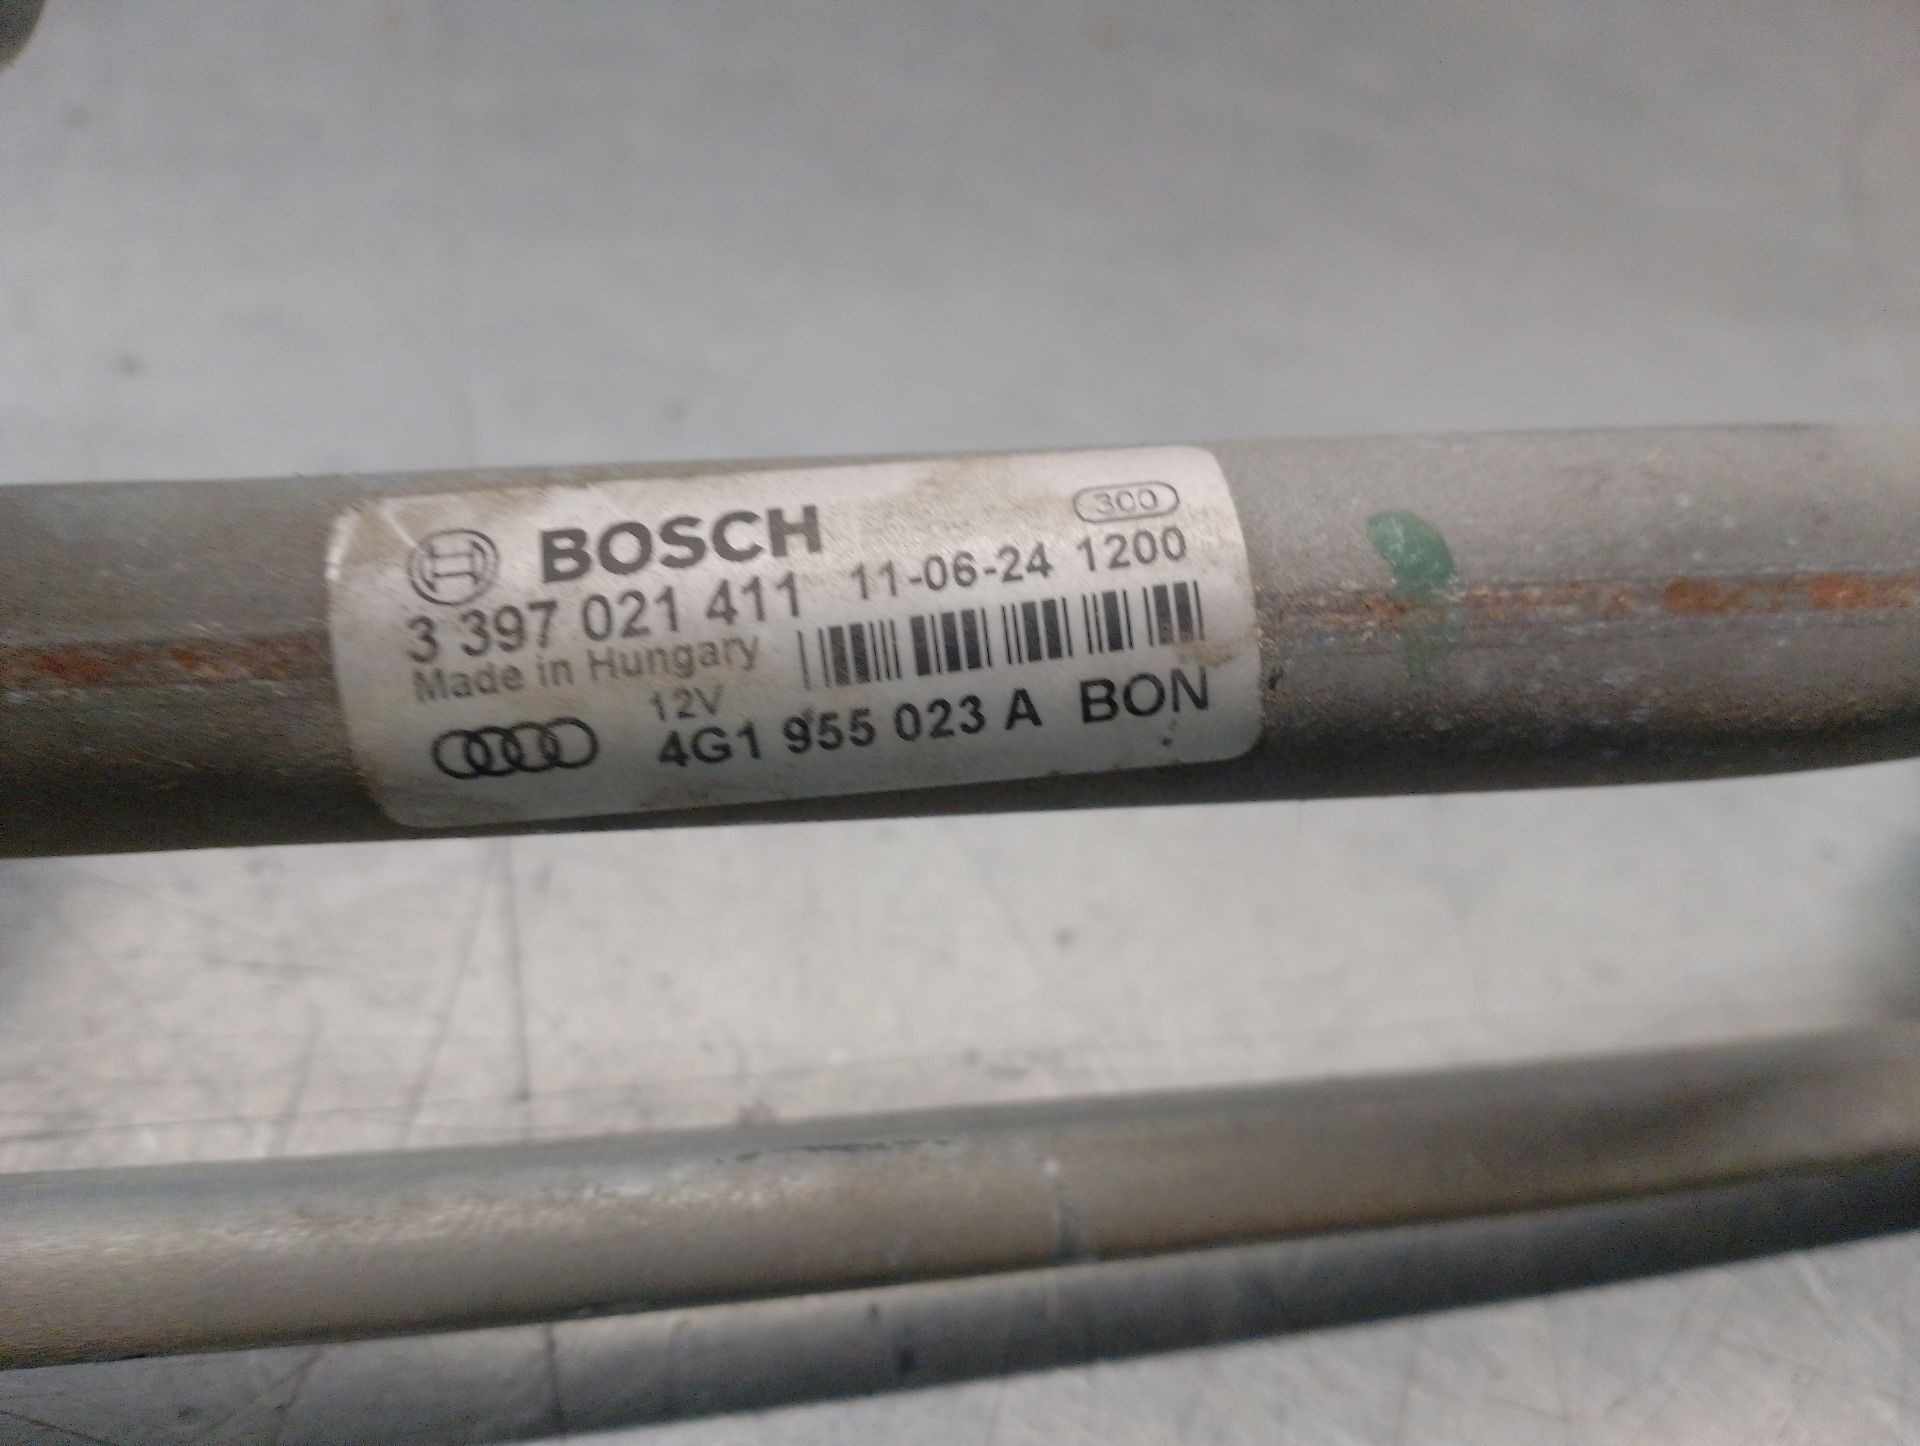 BOSCH 300
3 397 021 411 11-06-24 1200
Made in Hungary
12V
4G1 955 023 A BON